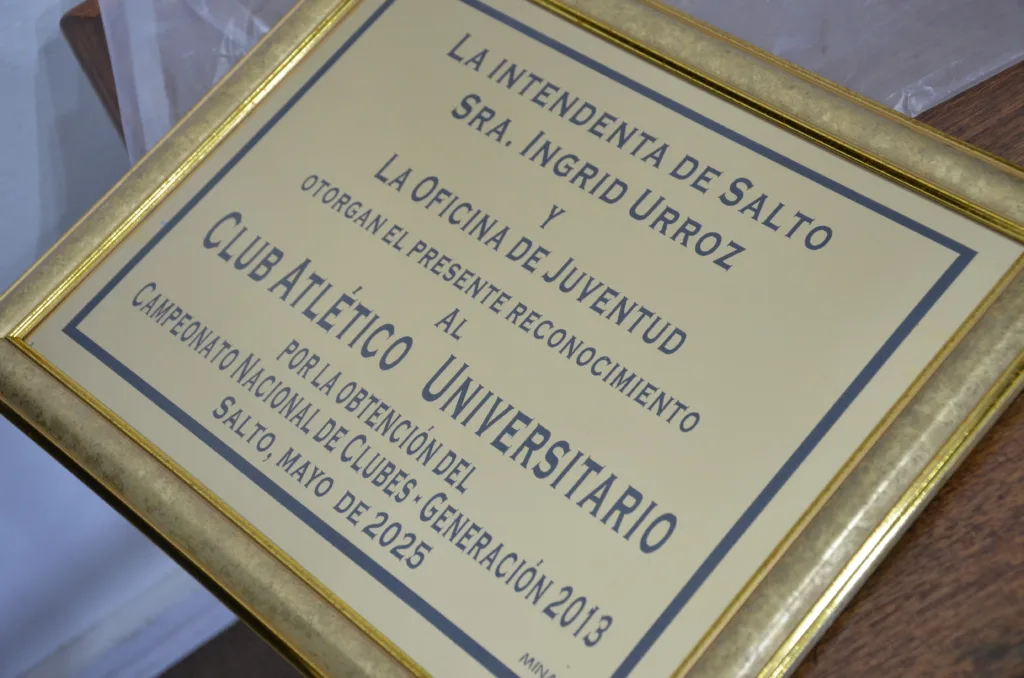 La Intendenta de Salto
Sra. Ingrid Urroz
y
La Oficina de Juventud
otorgan el presente reconocimiento
al
Club Atlético Universitario
por la obtención del
Campeonato Nacional de Clubes - Generación 2013
Salto, mayo de 2025